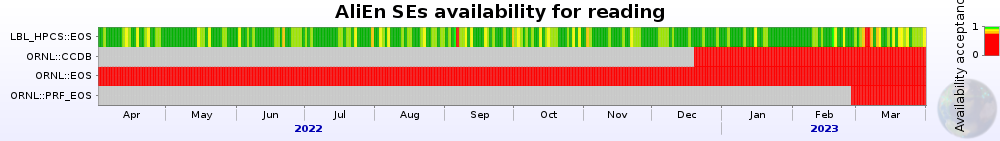 AliEn SEs availability for reading
LBL_HPCS::EOS
ORNL::CCDB
ORNL::EOS
ORNL::PRF_EOS
Apr May Jun Jul Aug Sep Oct Nov Dec Jan Feb Mar
2022 2023
Availability acceptanc
1
0